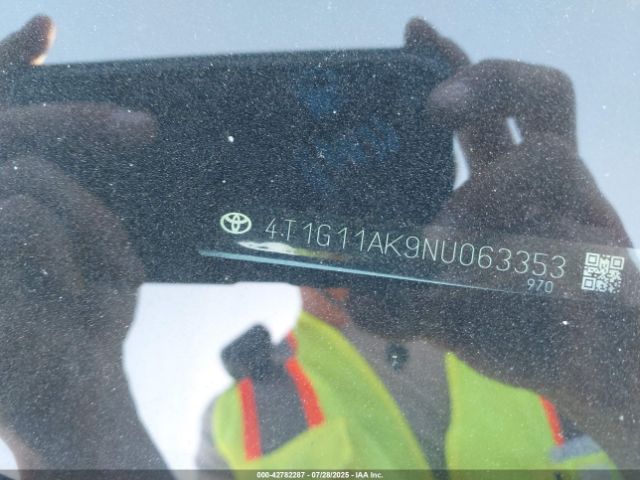 4T1G11AK9NU063353
970
000-42782287 - 07/28/2025 - IAA Inc.